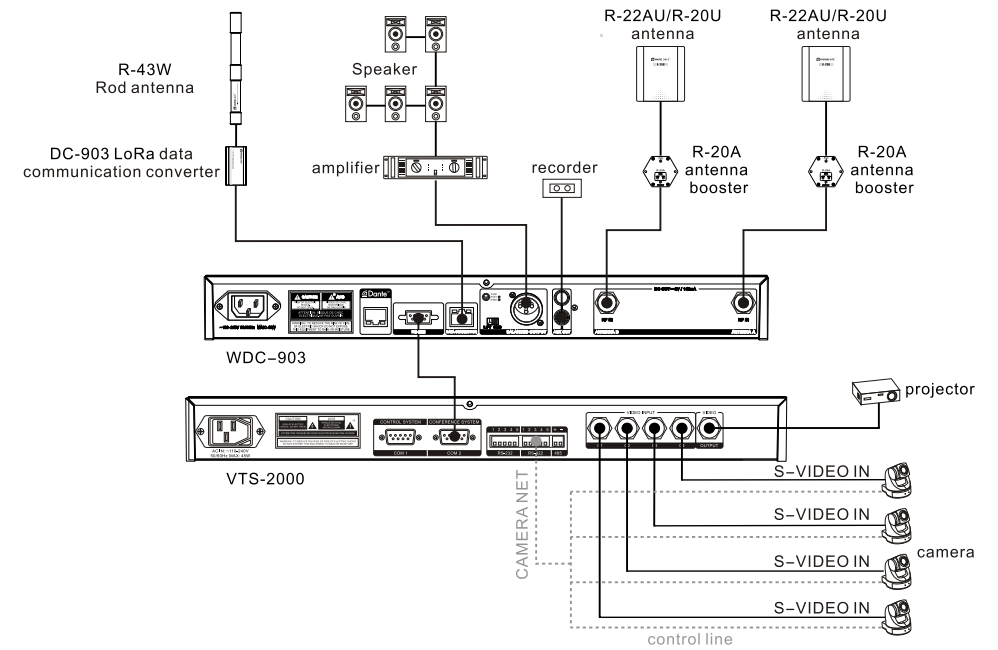 R-22AU/R-20U
antenna
R-22AU/R-20U
antenna
R-43W
Rod antenna
Speaker
DC-903 LoRa data
communication converter
amplifier
recorder
R-20A
antenna
booster
R-20A
antenna
booster
Dante
WDC-903
CONTROL SYSTEM
CONFERENCE SYSTEM
COM 1
COM 2
RS-232
RS-422
485
VIDEO INPUT
VIDEO
OUTPUT
projector
VTS-2000
CAMERA NET
S-VIDEO IN
S-VIDEO IN
camera
S-VIDEO IN
S-VIDEO IN
control line